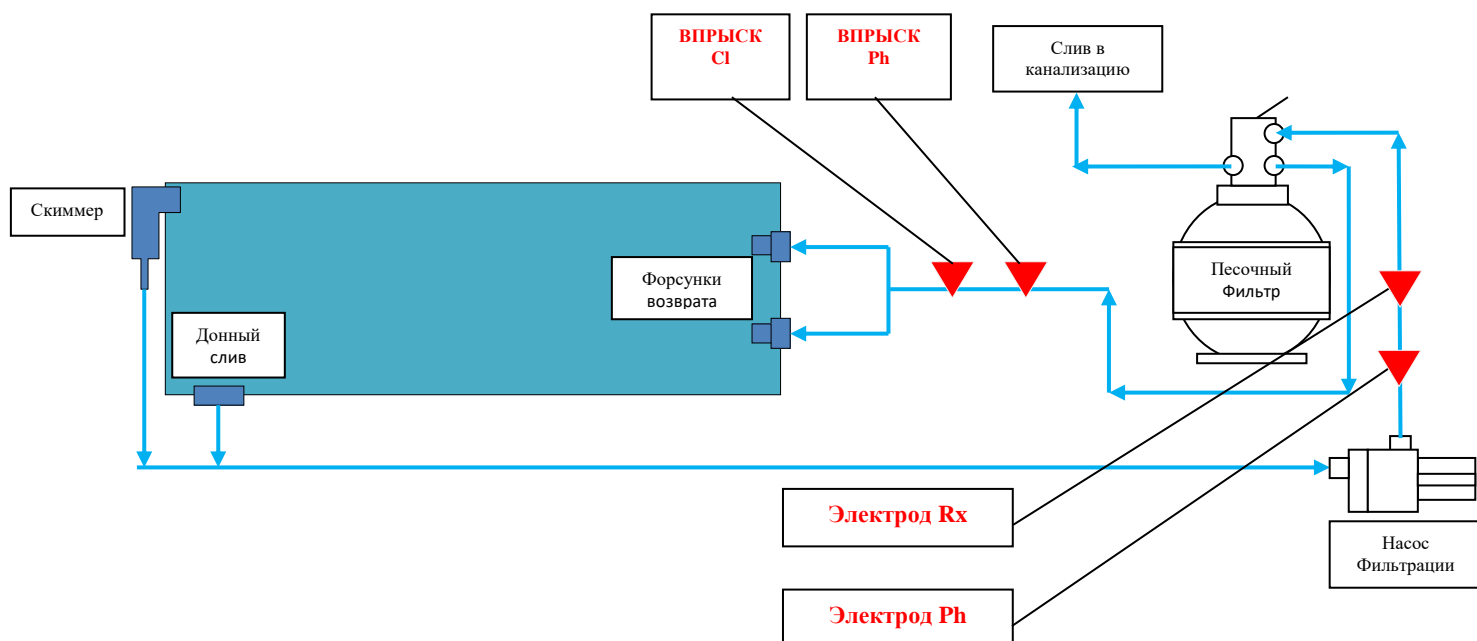 ВПРЫСК
Cl
ВПРЫСК
Ph
Слив в
канализацию
Скиммер
Форсунки
возврата
Песочный
Фильтр
Донный
слив
Электрод Rx
Насос
Фильтрации
Электрод Ph